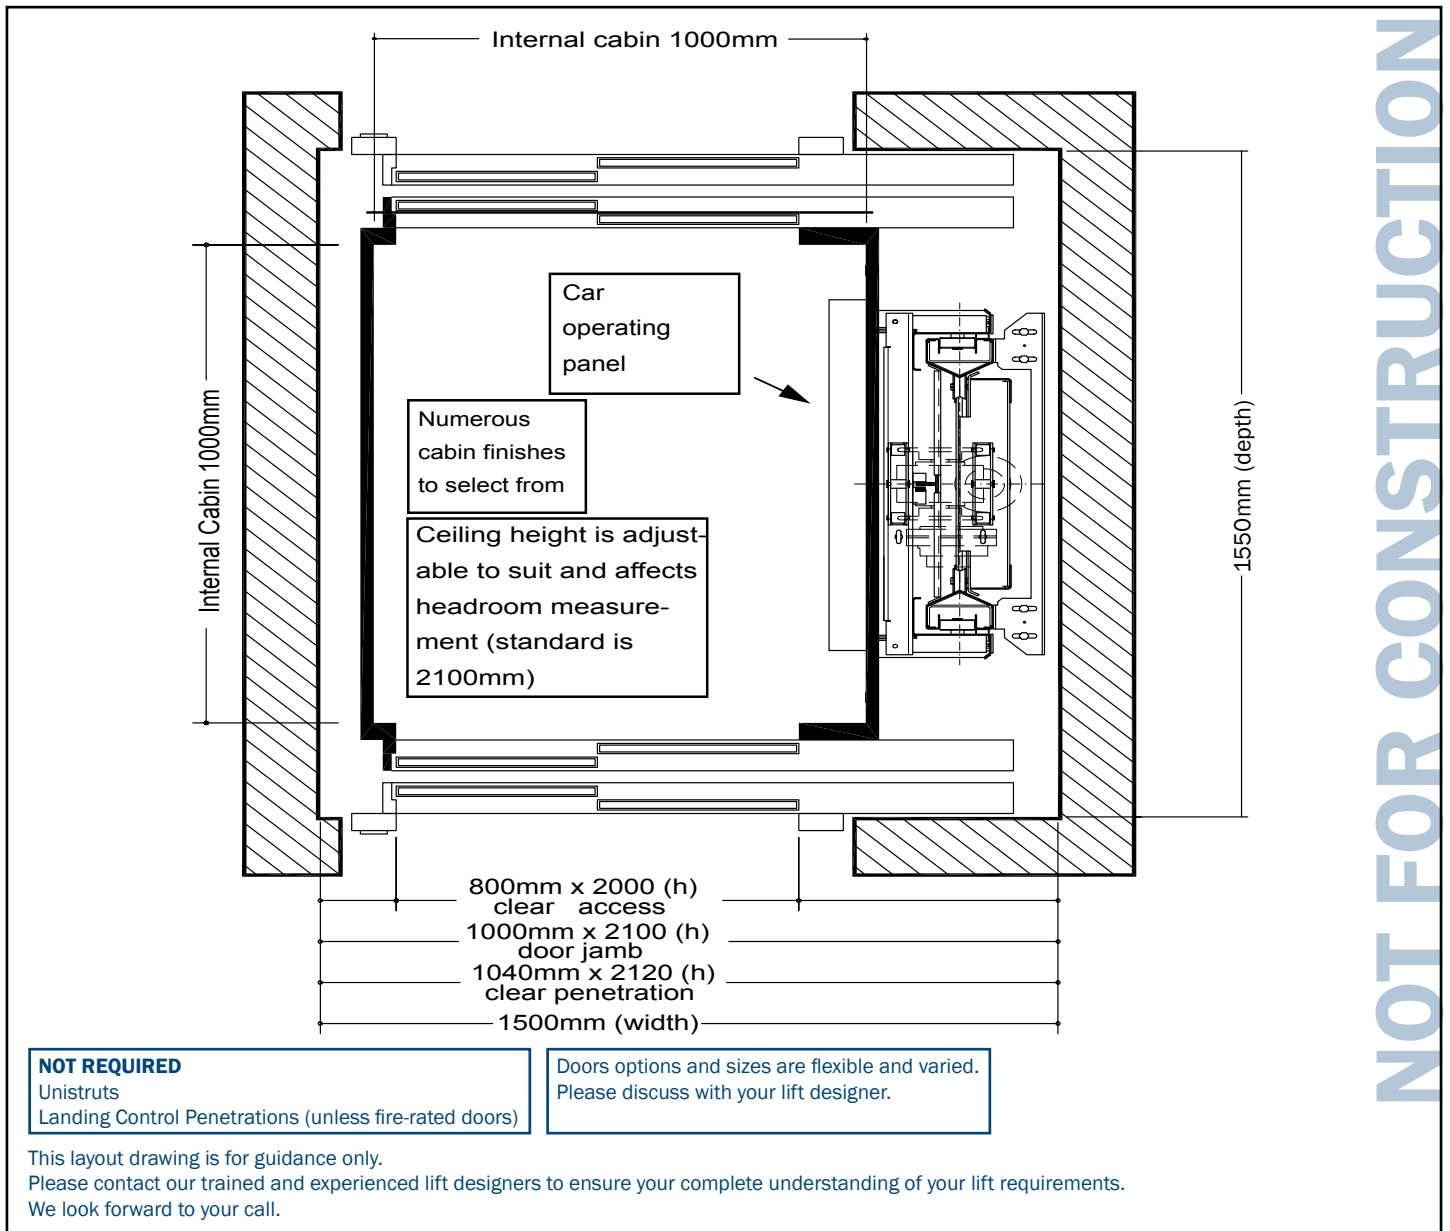 Internal cabin 1000mm
Car
operating
panel
Numerous
cabin finishes
to select from
Ceiling height is adjust-
able to suit and affects
headroom measure-
ment (standard is
2100mm)
Internal Cabin 1000mm
1550mm (depth)
800mm x 2000 (h)
clear access
1000mm x 2100 (h)
door jamb
1040mm x 2120 (h)
clear penetration
1500mm (width)
NOT REQUIRED
Unistruts
Landing Control Penetrations (unless fire-rated doors)
Doors options and sizes are flexible and varied.
Please discuss with your lift designer.
This layout drawing is for guidance only.
Please contact our trained and experienced lift designers to ensure your complete understanding of your lift requirements.
We look forward to your call.
NOT FOR CONSTRUCTION